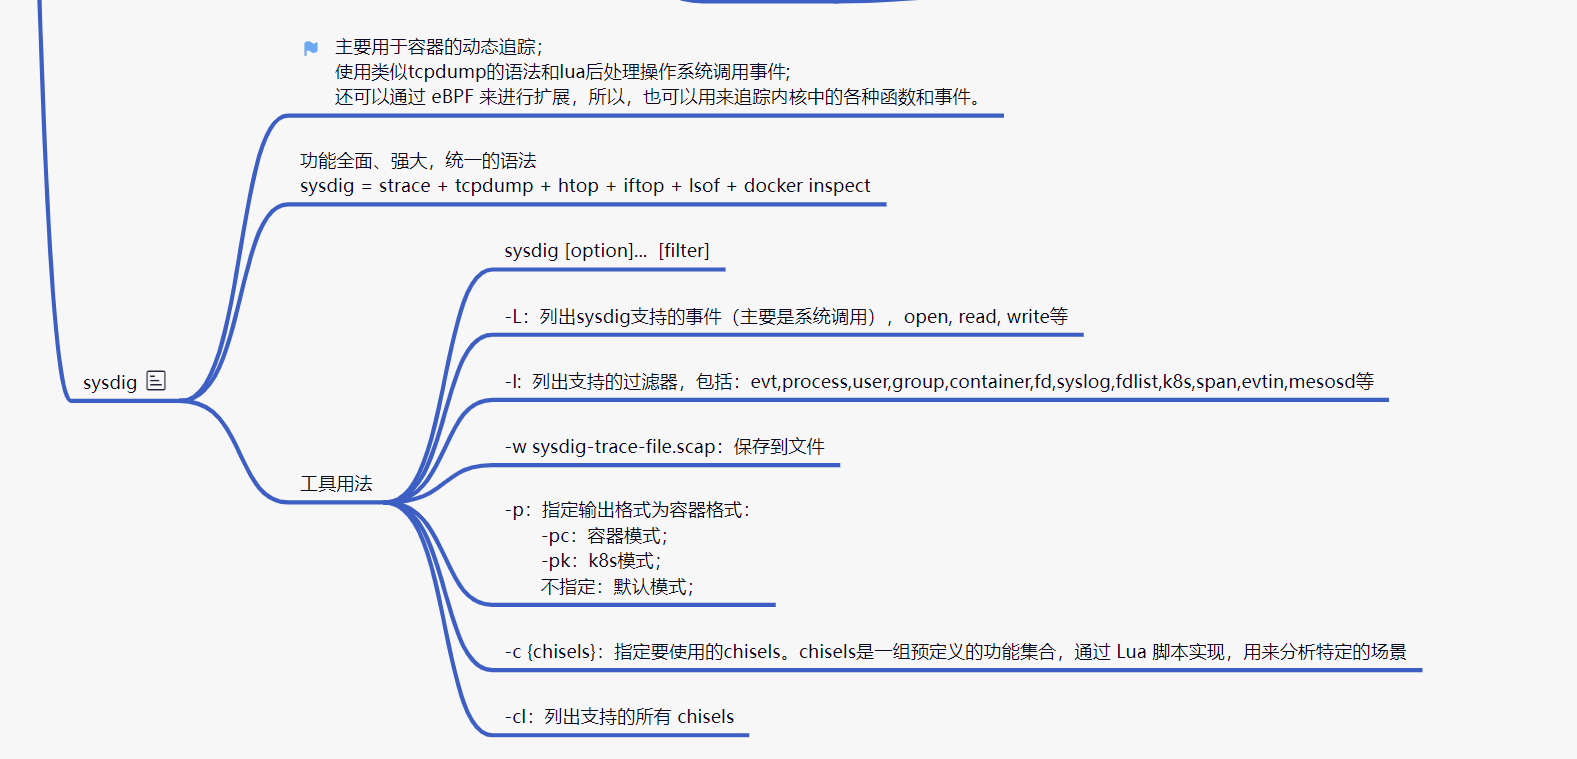 主要用于容器的动态追踪；
使用类似tcpdump的语法和lua后处理操作系统调用事件;
还可以通过 eBPF 来进行扩展，所以，也可以用来追踪内核中的各种函数和事件。
功能全面、强大，统一的语法
sysdig = strace + tcpdump + htop + iftop + lsof + docker inspect
sysdig
工具用法
sysdig [option]...  [filter]
-L：列出sysdig支持的事件（主要是系统调用），open, read, write等
-l:  列出支持的过滤器，包括：evt,process,user,group,container,fd,syslog,fdlist,k8s,span,evtin,mesosd等
-w sysdig-trace-file.scap：保存到文件
-p：指定输出格式为容器格式：
-pc：容器模式；
-pk：k8s模式；
不指定：默认模式；
-c {chisels}：指定要使用的chisels。chisels是一组预定义的功能集合，通过 Lua 脚本实现，用来分析特定的场景
-cl：列出支持的所有 chisels